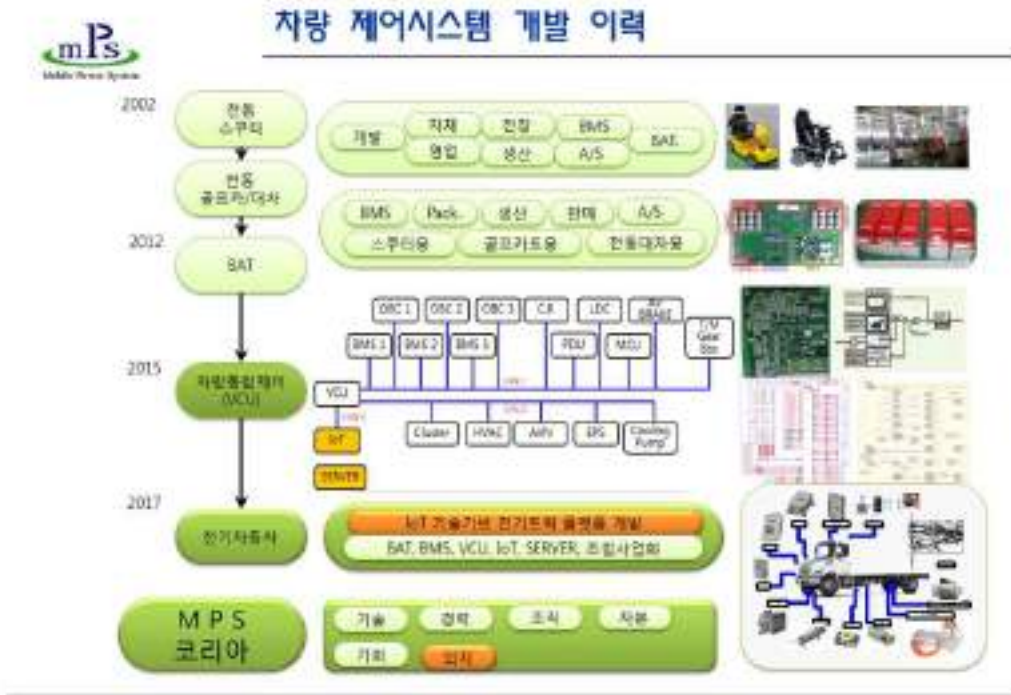 차량 제어시스템 개발 이력
mPs
Mobile Power System
2002
전동
스쿠터
개발
자체
전장
BMS
BAT.
영업
생산
A/S
전동
골프카/대차
BMS
Pack.
생산
판매
A/S
스쿠터용
골프카트용
전동대차용
2012
BAT
OBC 1
OBC 2
OBC 3
LDC
BMS 1
BMS 2
BMS 3
PDU
MCU
T/M
Gear
Box
2015
차량통합제어
(VCU)
VCU
IoT
Cluster
HVAC
EPS
Cooling
Pump
SERVER
2017
전기자동차
IoT 기술기반 전기트럭 플랫폼 개발
BAT, BMS, VCU, IoT, SERVER, 조립사업화
M P S
코리아
기술
경력
조직
자본
기회
의지